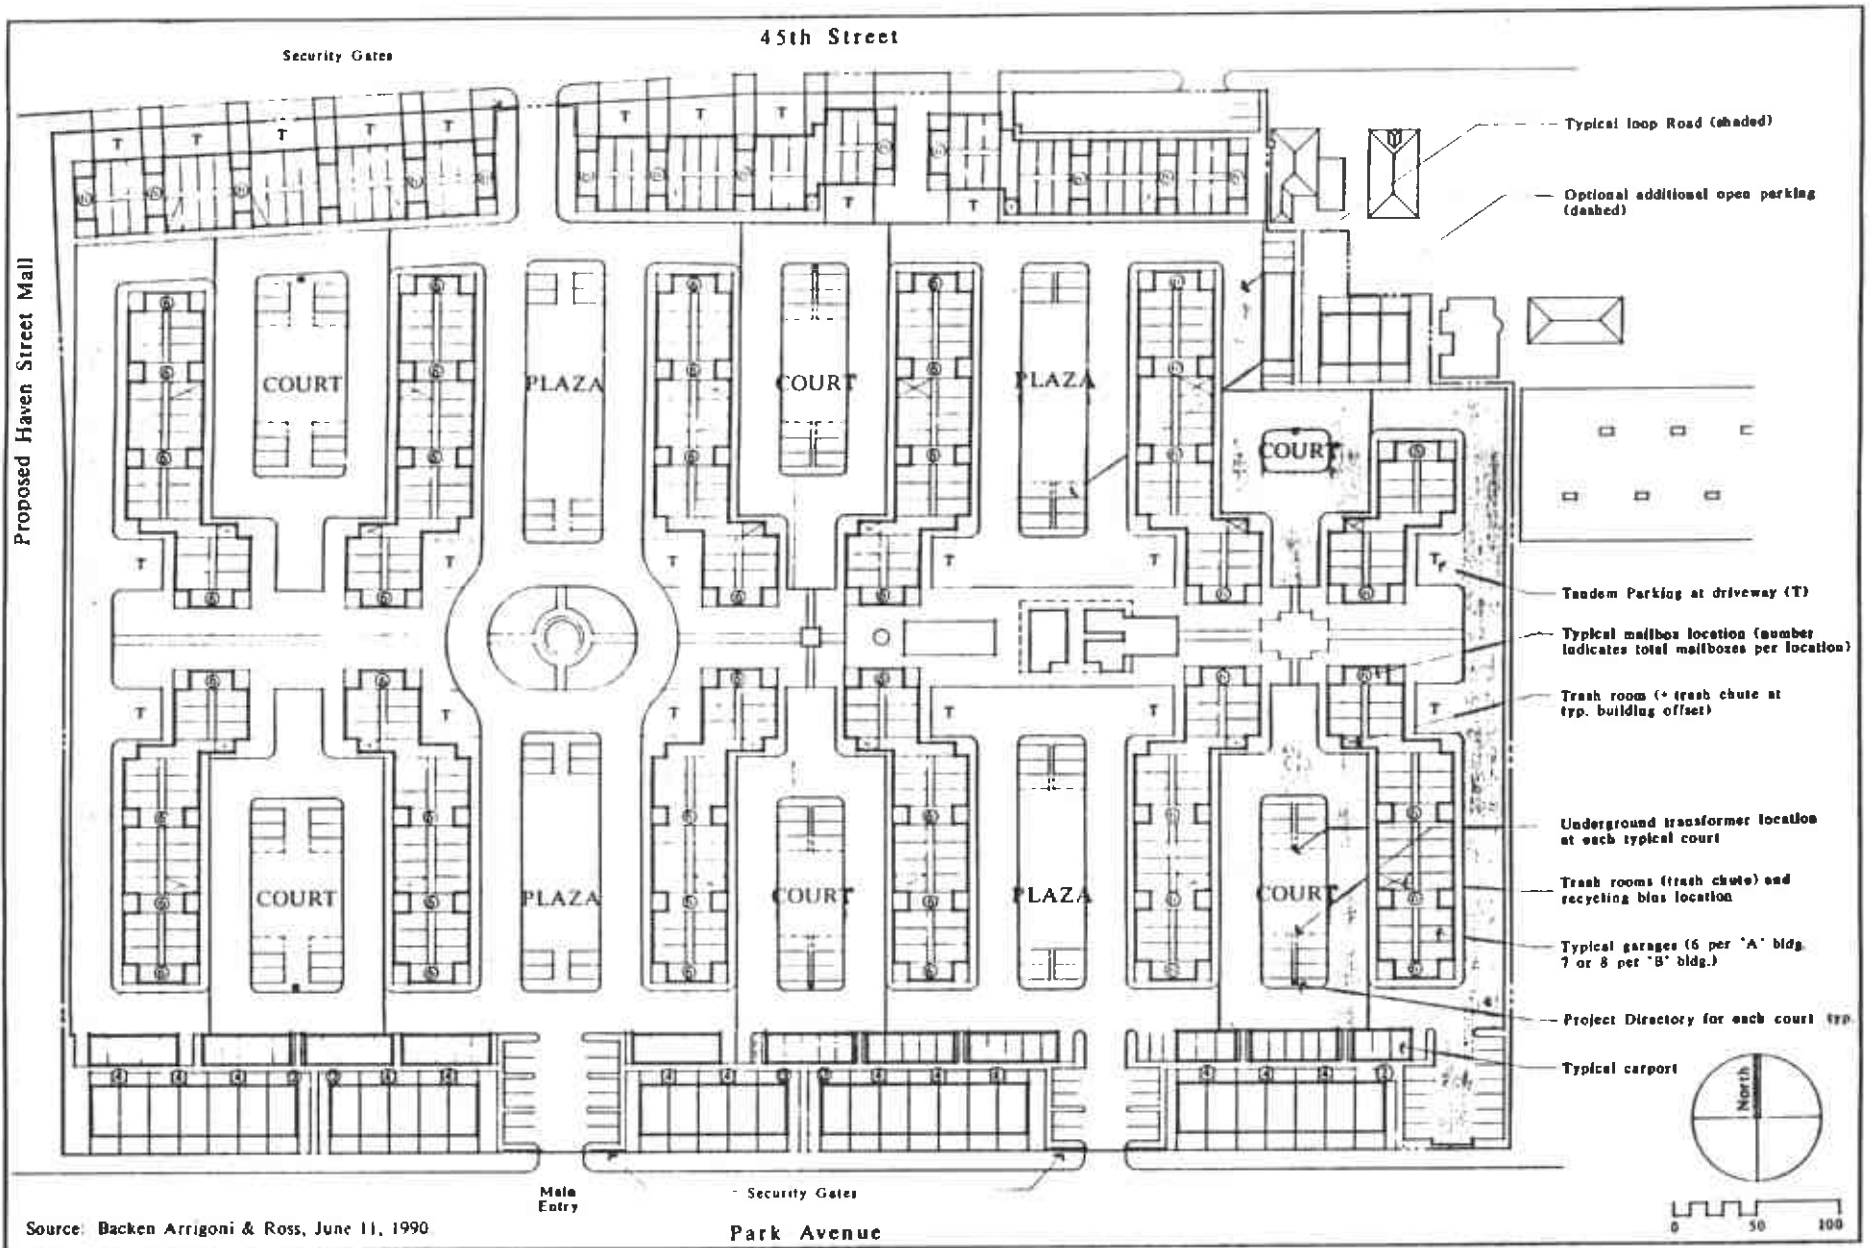 45th Street
Security Gates
Proposed Haven Street Mall
T T T T T T T T
T T
Typical loop Road (shaded)
Optional additional open parking
(dashed)
COURT PLAZA COURT PLAZA
COURT
T T T T T T
Tandem Parking at driveway (T)
Typical mailbox location (number
indicates total mailboxes per location)
Trash room (+ trash chute at
typ. building offset)
T T T T T T
Underground transformer location
at each typical court
COURT PLAZA COURT PLAZA COURT
Trash rooms (trash chute) and
recycling bins location
Typical garages (6 per "A" bldg.
7 or 8 per "B" bldg.)
Project Directory for each court typ.
Typical carport
North
0 50 100
Main
Entry
Security Gates
Source: Backen Arrigoni & Ross, June 11, 1990
Park Avenue